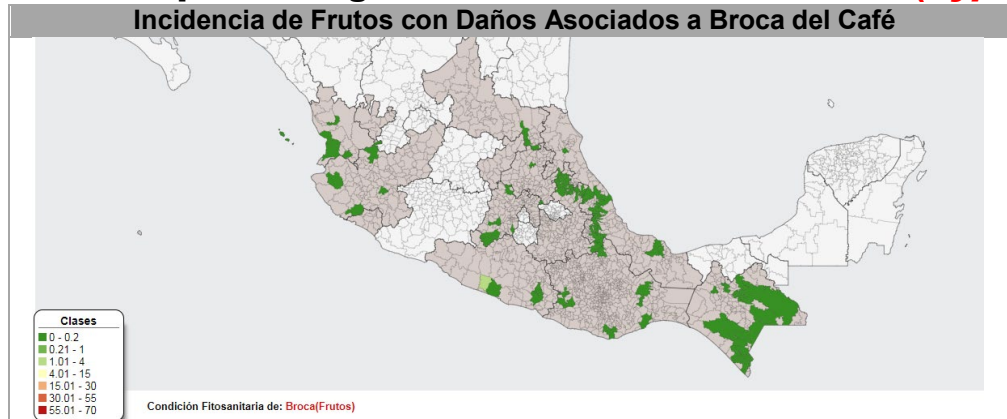 Incidencia de Frutos con Daños Asociados a Broca del Café
Clases
0 - 0.2
0.21 - 1
1.01 - 4
4.01 - 15
15.01 - 30
30.01 - 55
55.01 - 70
Condición Fitosanitaria de: Broca(Frutos)